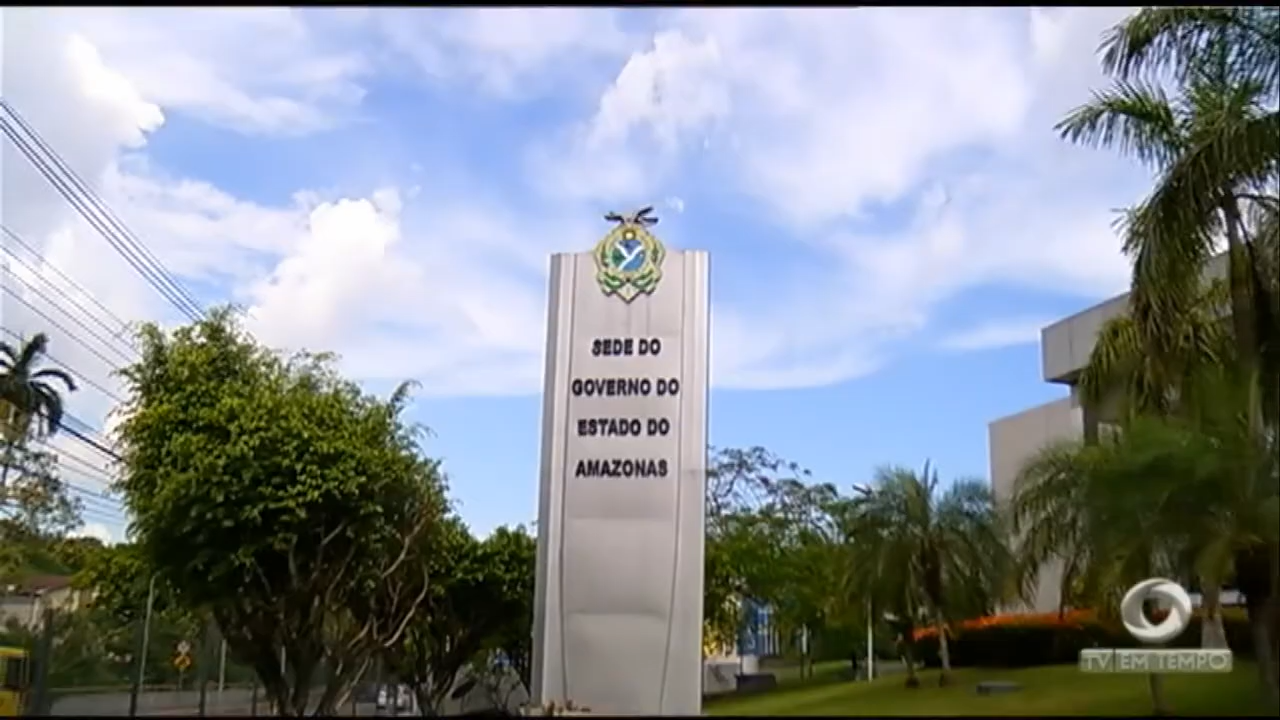 SEDE DO
GOVERNO DO
ESTADO DO
AMAZONAS
TV EM TEMPO